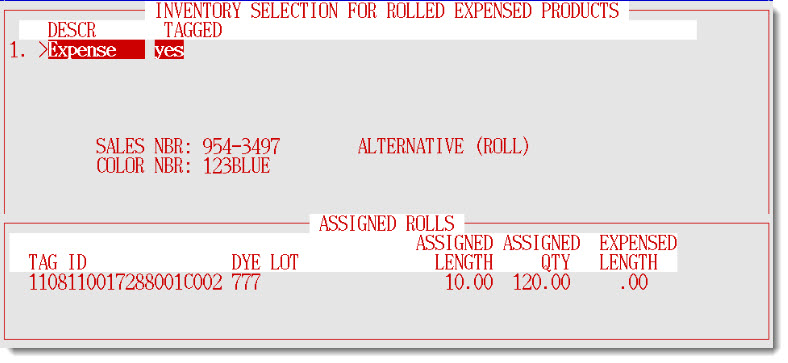 INVENTORY SELECTION FOR ROLLED EXPENSED PRODUCTS
DESCR TAGGED
1. >Expense yes
SALES NBR: 954-3497 ALTERNATIVE (ROLL)
COLOR NBR: 123BLUE
ASSIGNED ROLLS
ASSIGNED ASSIGNED EXPENSED
TAG ID DYE LOT LENGTH QTY LENGTH
1108110017288001C002 777 10.00 120.00 .00